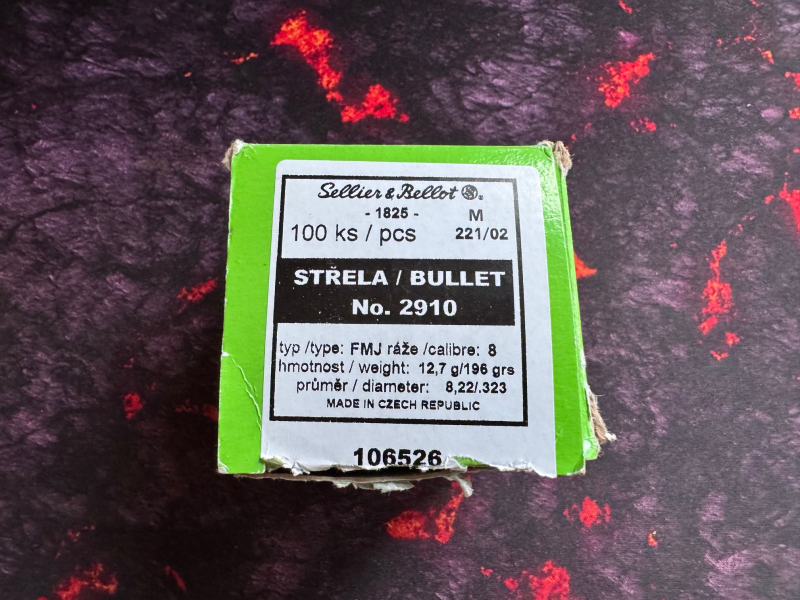 Sellier & Bellot
- 1825 - M
100 ks / pcs 221/02
STŘELA / BULLET
No. 2910
typ /type: FMJ ráže /calibre: 8
hmotnost / weight: 12,7 g/196 grs
průměr / diameter: 8,22/.323
MADE IN CZECH REPUBLIC
106526